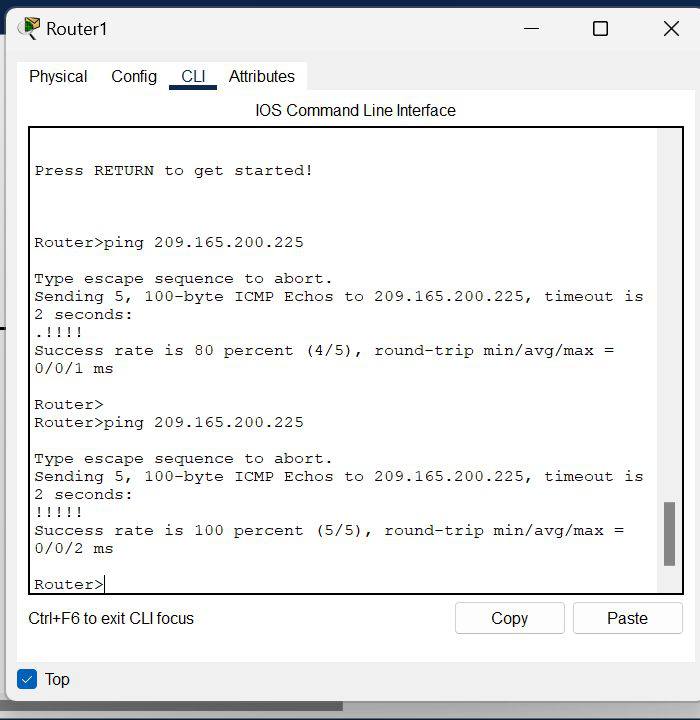 Router1
Physical Config CLI Attributes
IOS Command Line Interface
Press RETURN to get started!
Router>ping 209.165.200.225
Type escape sequence to abort.
Sending 5, 100-byte ICMP Echos to 209.165.200.225, timeout is
2 seconds:
.!!!!
Success rate is 80 percent (4/5), round-trip min/avg/max =
0/0/1 ms
Router>
Router>ping 209.165.200.225
Type escape sequence to abort.
Sending 5, 100-byte ICMP Echos to 209.165.200.225, timeout is
2 seconds:
!!!!!
Success rate is 100 percent (5/5), round-trip min/avg/max =
0/0/2 ms
Router>
Ctrl+F6 to exit CLI focus
Copy Paste
Top